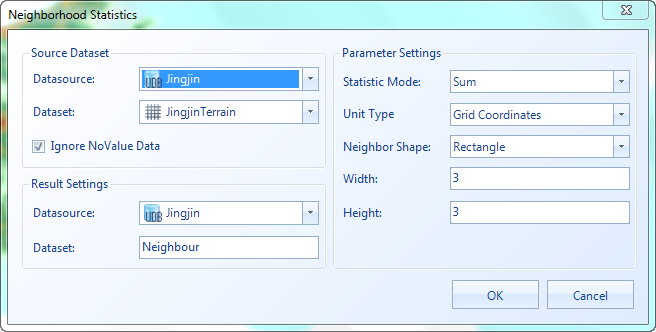 Neighborhood Statistics
Source Dataset
Datasource: UDB Jingjin
Dataset: JingjinTerrain
Ignore NoValue Data
Result Settings
Datasource: UDB Jingjin
Dataset: Neighbour
Parameter Settings
Statistic Mode: Sum
Unit Type Grid Coordinates
Neighbor Shape: Rectangle
Width: 3
Height: 3
OK Cancel